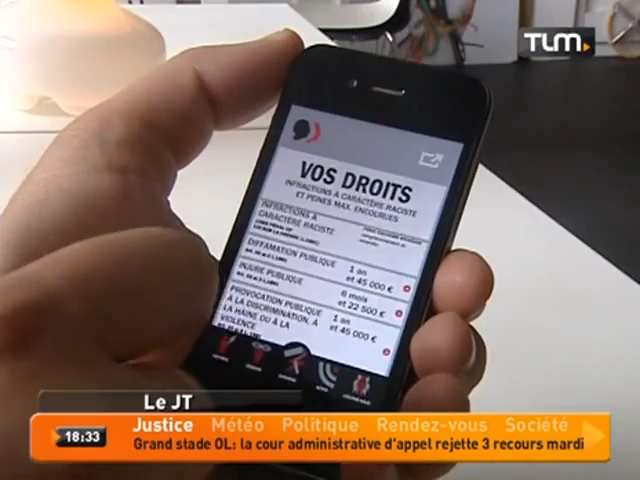 TLM
VOS DROITS
INFRACTIONS À CARACTÈRE RACISTE
ET PEINES MAX. ENCOURUES
INFRACTIONS À
CARACTÈRE RACISTE
DIFFAMATION PUBLIQUE
1 an
et 45 000 €
INJURE PUBLIQUE
6 mois
et 22 500 €
PROVOCATION PUBLIQUE
À LA DISCRIMINATION, À
LA HAINE OU À LA
VIOLENCE
1 an
et 45 000 €
Le JT
Justice Météo Politique Rendez-vous Société
18:33
Grand stade OL: la cour administrative d'appel rejette 3 recours mardi